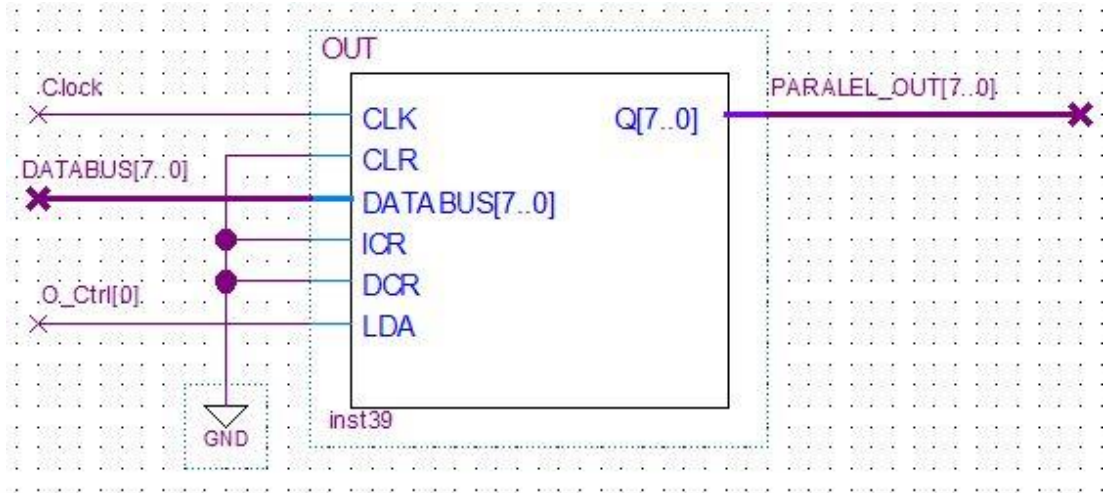 OUT
Clock
PARALEL_OUT[7..0]
CLK
Q[7..0]
CLR
DATABUS[7..0]
DATABUS[7..0]
ICR
DCR
O_Ctrl[0]
LDA
GND
inst39